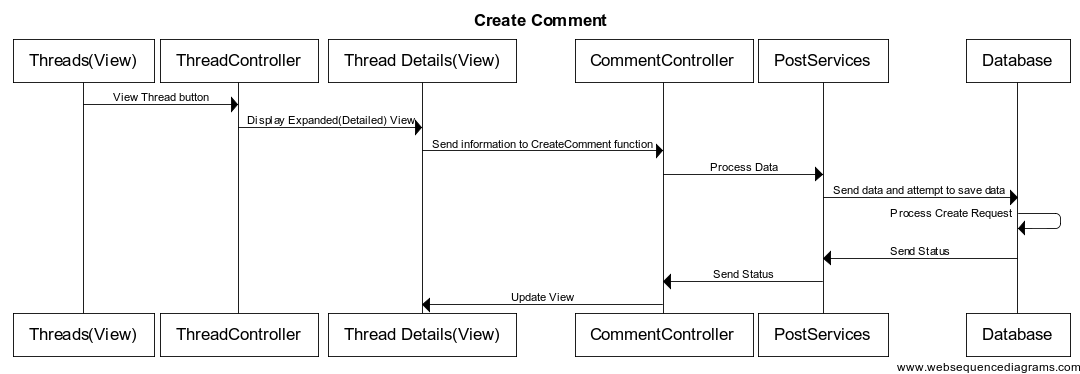 Create Comment
Threads(View) ThreadController Thread Details(View) CommentController PostServices Database
View Thread button
Display Expanded(Detailed) View
Send information to CreateComment function
Process Data
Send data and attempt to save data
Process Create Request
Send Status
Send Status
Update View
Threads(View) ThreadController Thread Details(View) CommentController PostServices Database
www.websequencediagrams.com